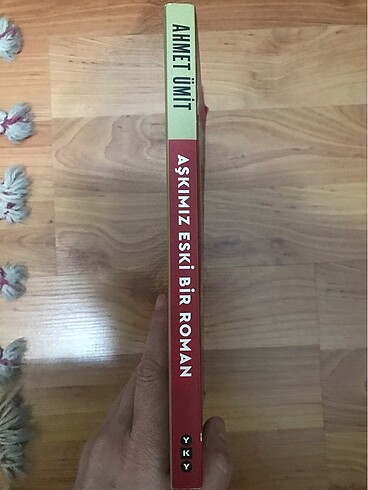 AHMET ÜMİT
AŞKIMIZ ESKİ BİR ROMAN
YKY